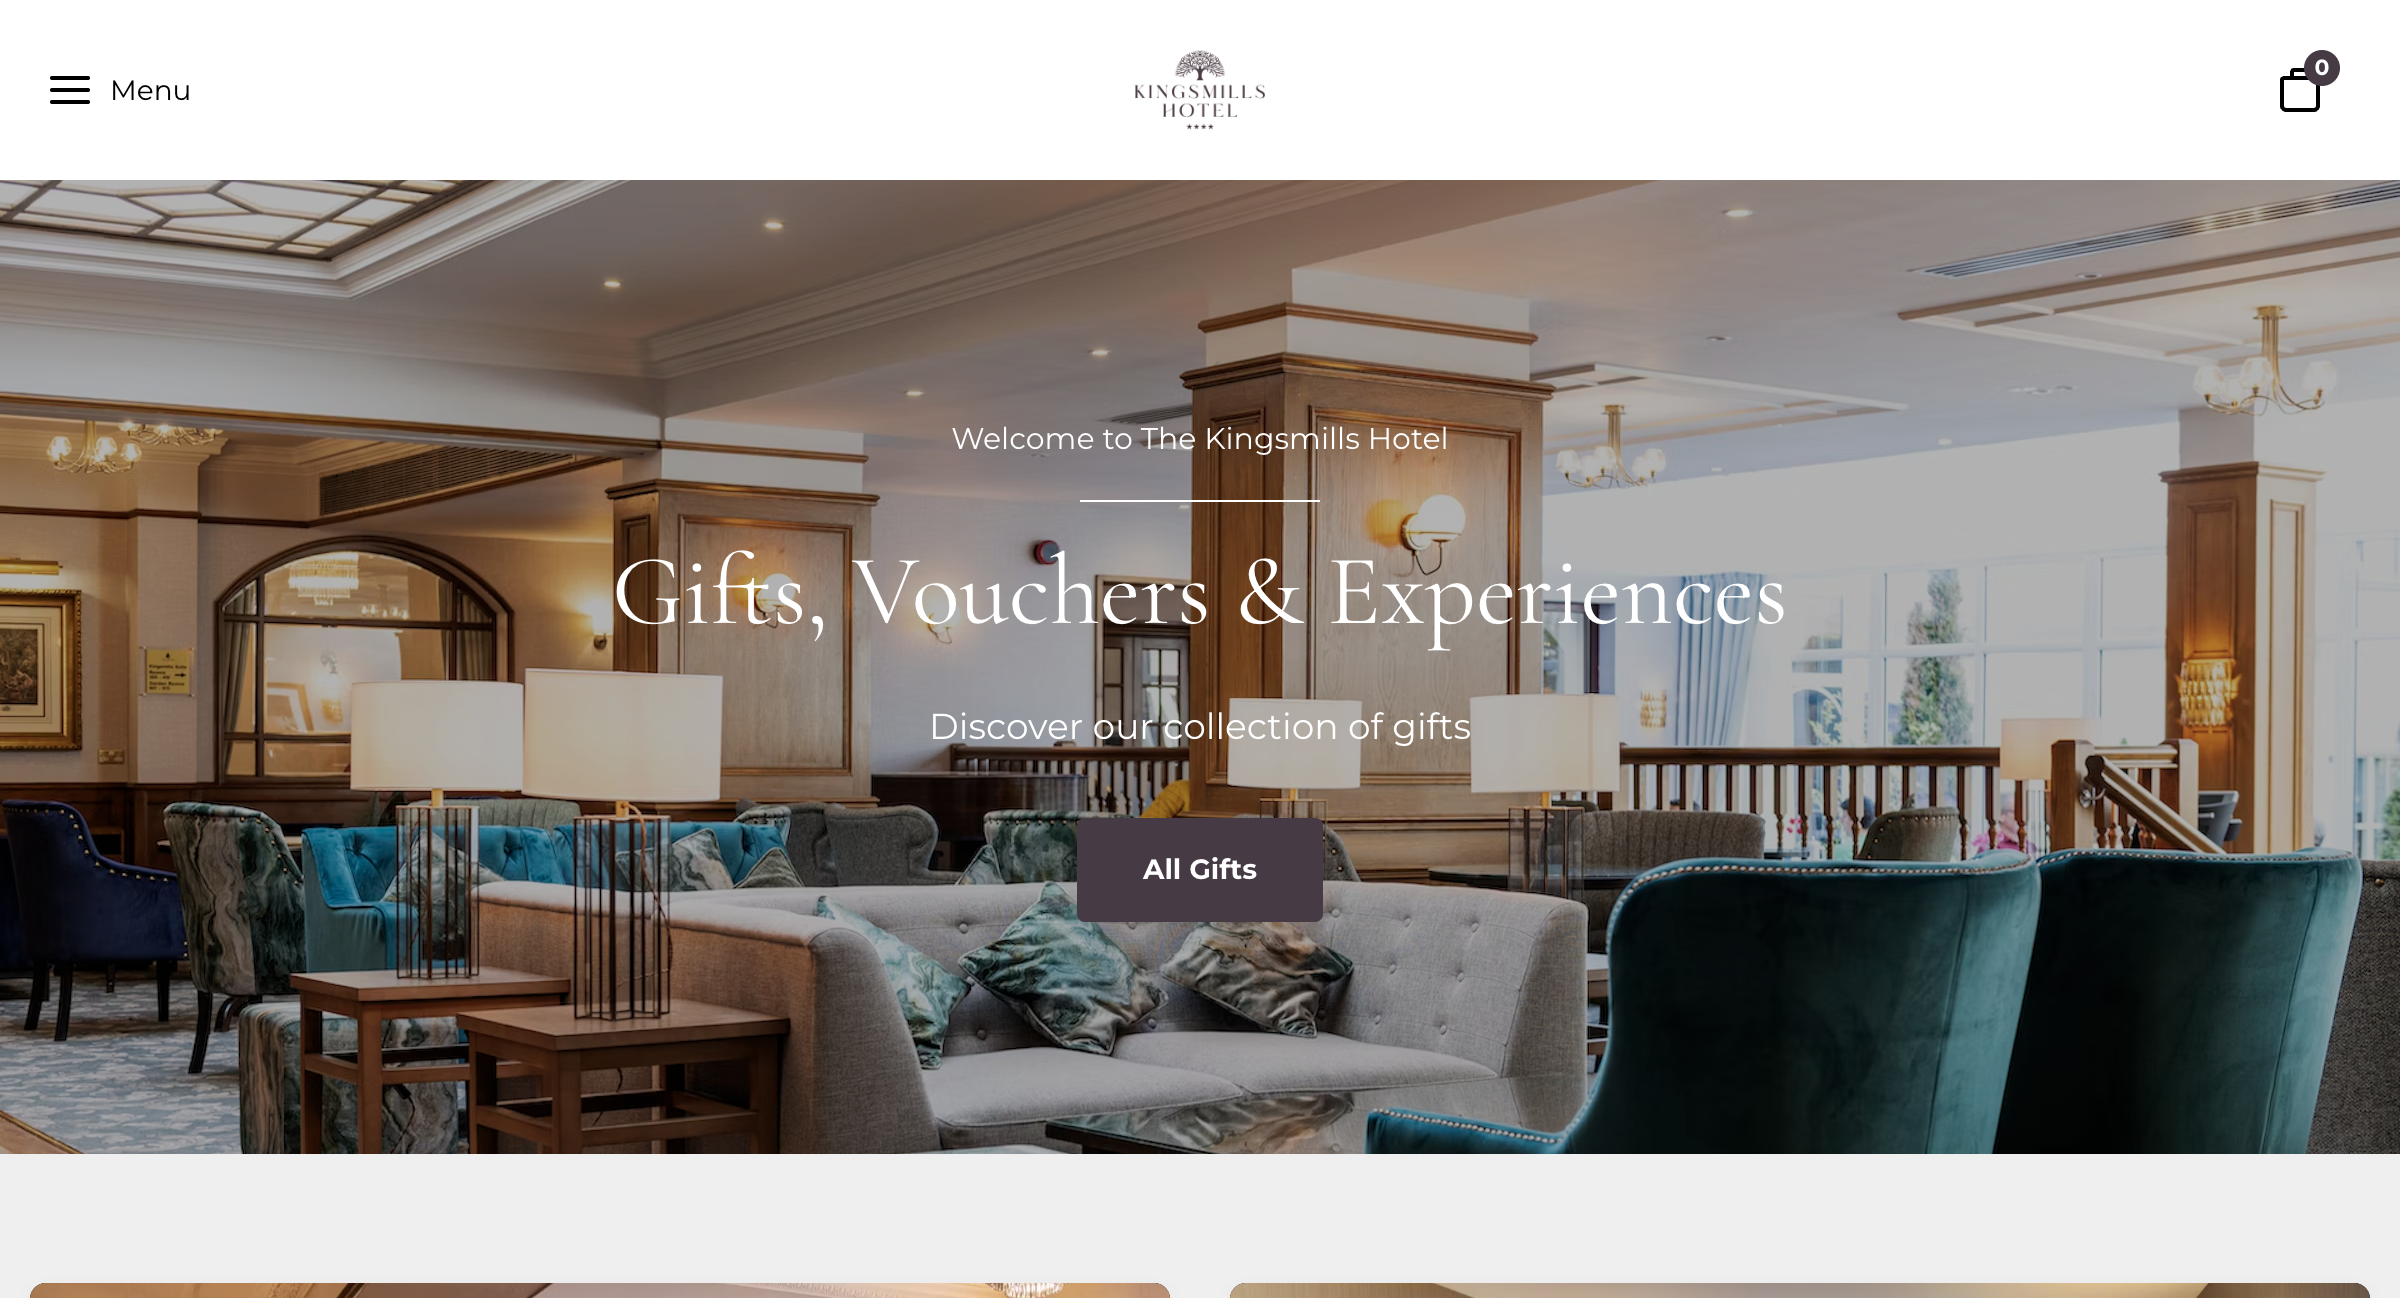 Menu
KINGSMILLS
HOTEL
0
Welcome to The Kingsmills Hotel
Gifts, Vouchers & Experiences
Discover our collection of gifts
All Gifts